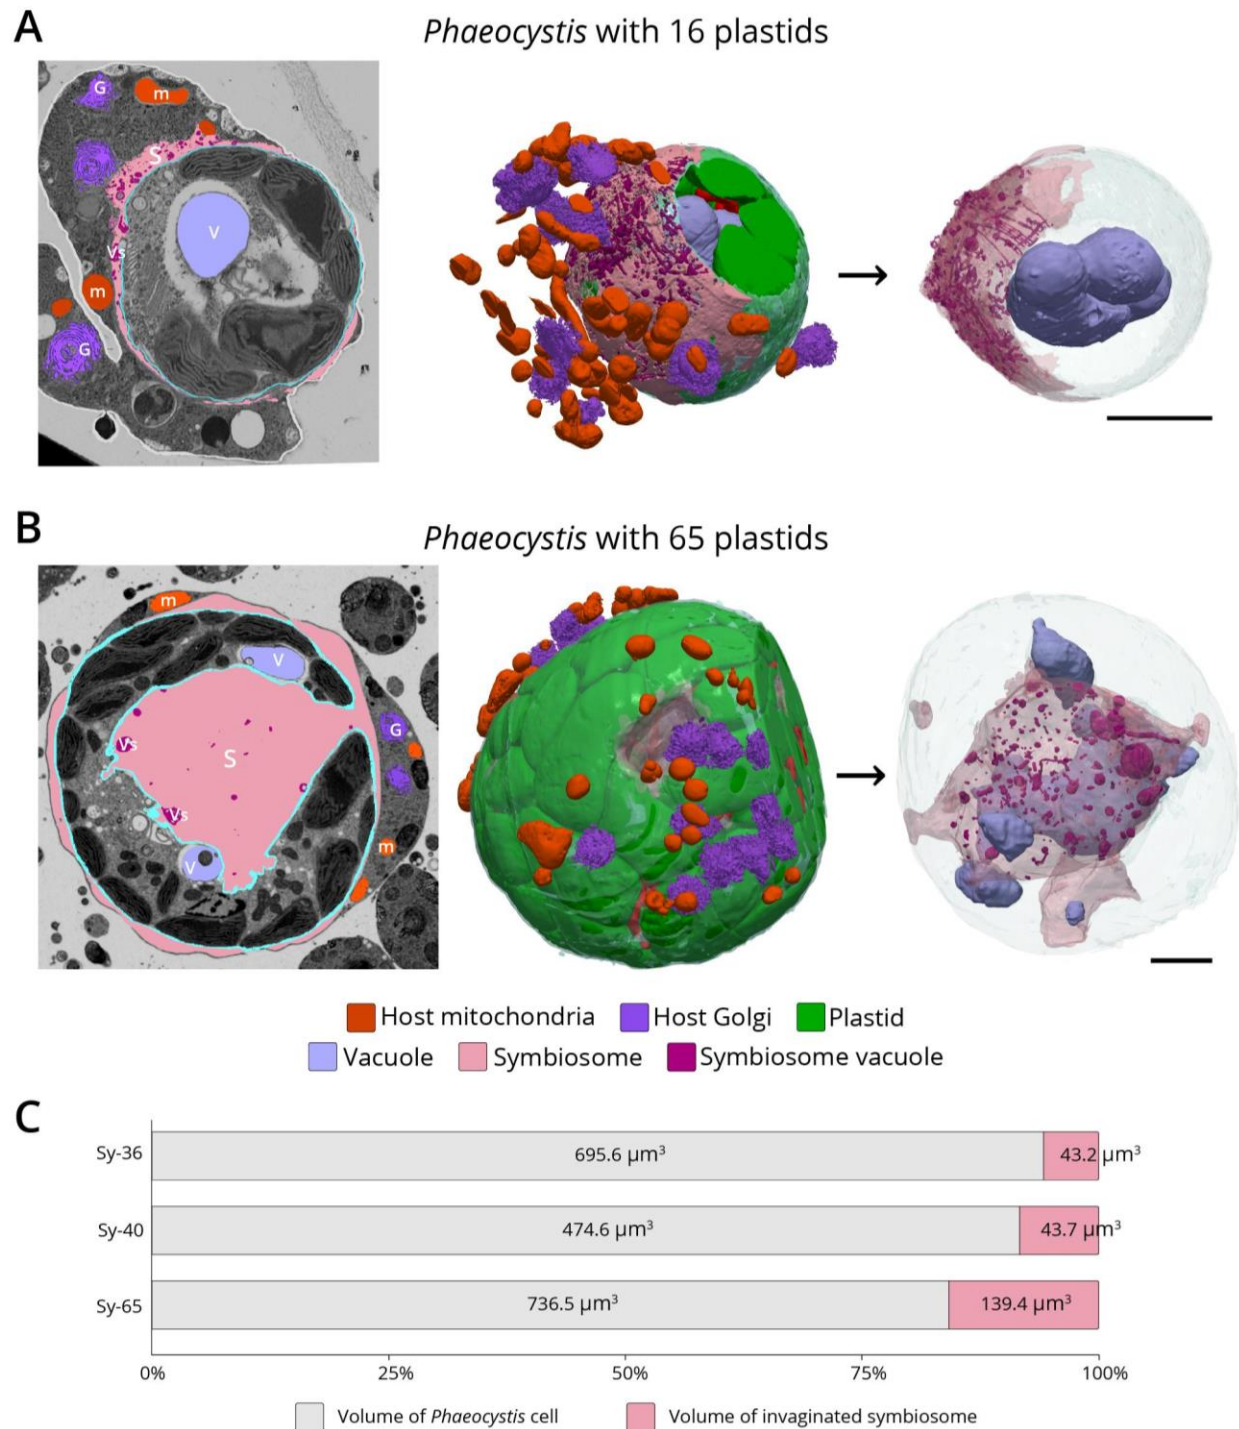 A
Phaeocystis with 16 plastids
G
m
S
V
Vs
m
G
B
Phaeocystis with 65 plastids
m
V
G
Vs
S
Vs
V
m
Host mitochondria Host Golgi Plastid
Vacuole Symbiosome Symbiosome vacuole
C
Sy-36 695.6 µm³ 43.2 µm³
Sy-40 474.6 µm³ 43.7 µm³
Sy-65 736.5 µm³ 139.4 µm³
0% 25% 50% 75% 100%
Volume of Phaeocystis cell Volume of invaginated symbiosome